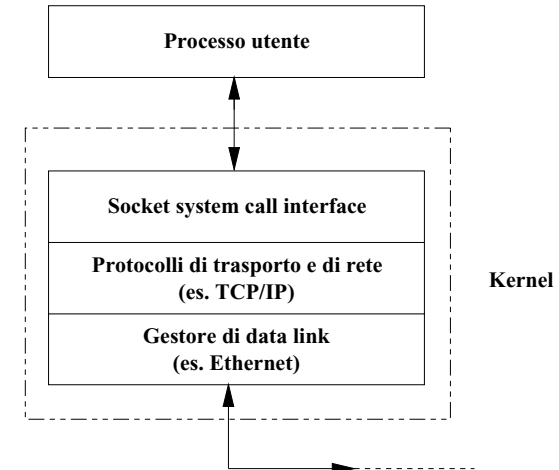 Processo utente
Socket system call interface
Protocolli di trasporto e di rete
(es. TCP/IP)
Kernel
Gestore di data link
(es. Ethernet)